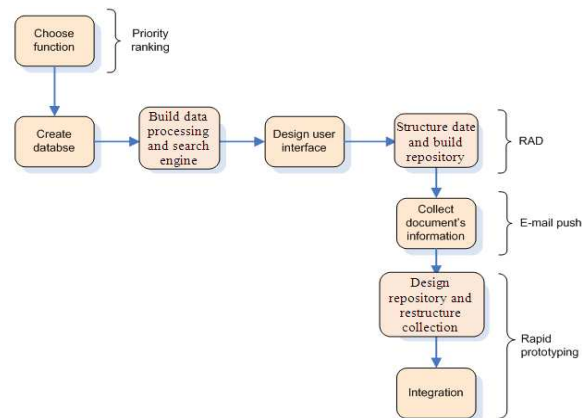 Choose
function
Priority
ranking
Create
databse
Build data
processing
and search
engine
Design user
interface
Structure date
and build
repository
RAD
Collect
document's
information
E-mail push
Design
repository and
restructure
collection
Rapid
prototyping
Integration